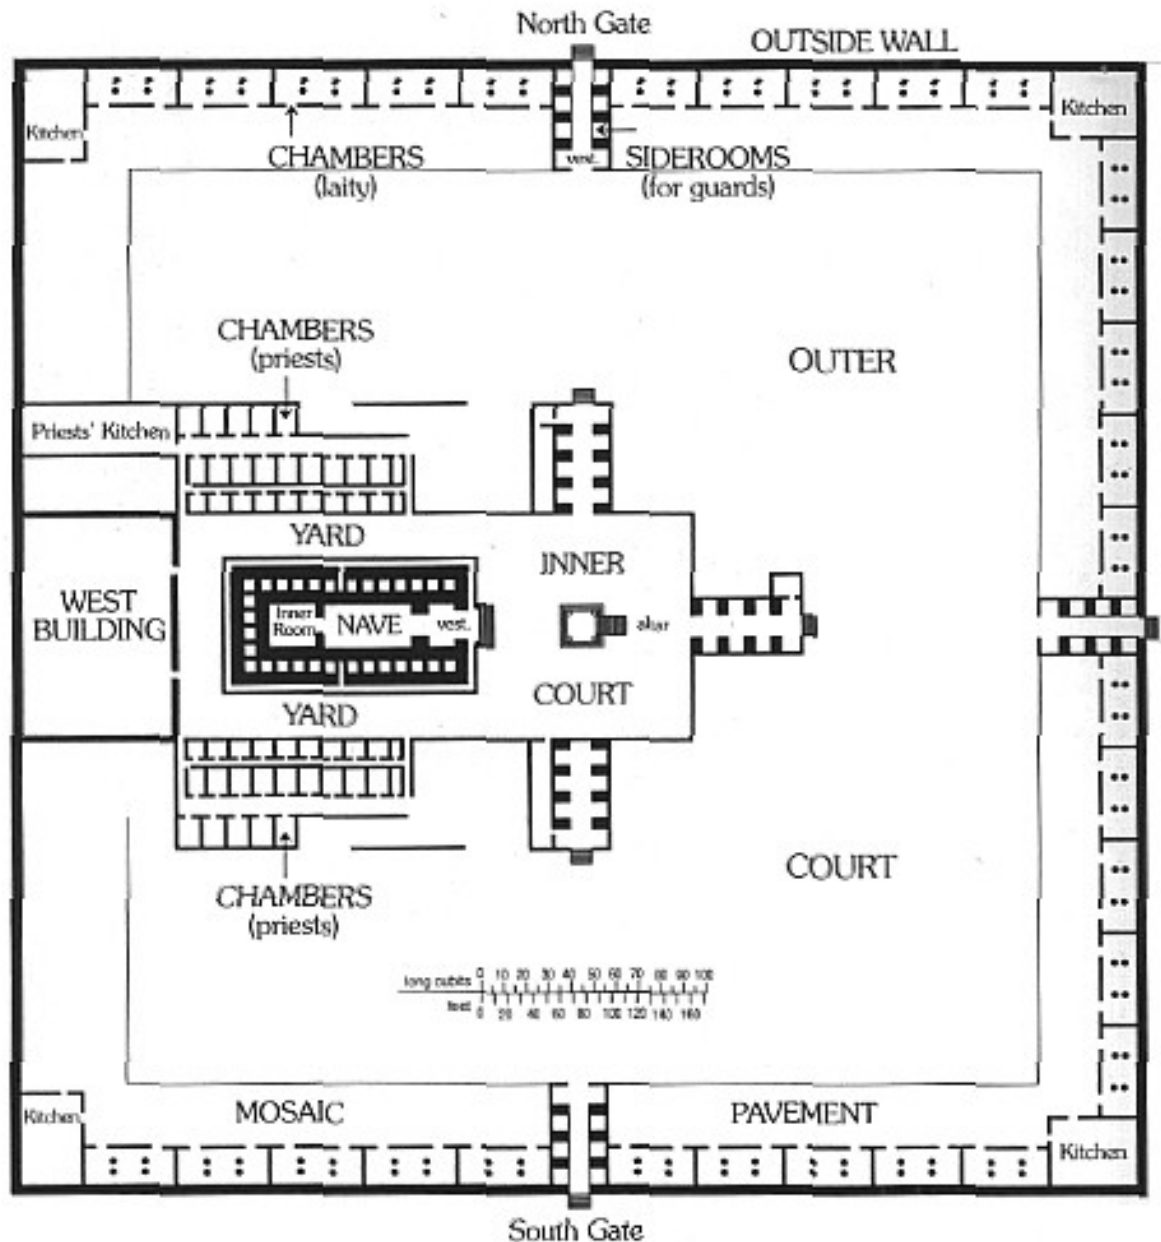 North Gate
OUTSIDE WALL
Kitchen
Kitchen
CHAMBERS
(laity)
vest.
SIDEROOMS
(for guards)
CHAMBERS
(priests)
OUTER
Priests' Kitchen
YARD
INNER
WEST
BUILDING
Inner
Room
NAVE
vest.
altar
COURT
YARD
COURT
CHAMBERS
(priests)
long cubits 0 10 20 30 40 50 60 70 80 90 100
feet 0 20 40 60 80 100 120 140 160
Kitchen
MOSAIC
PAVEMENT
Kitchen
South Gate